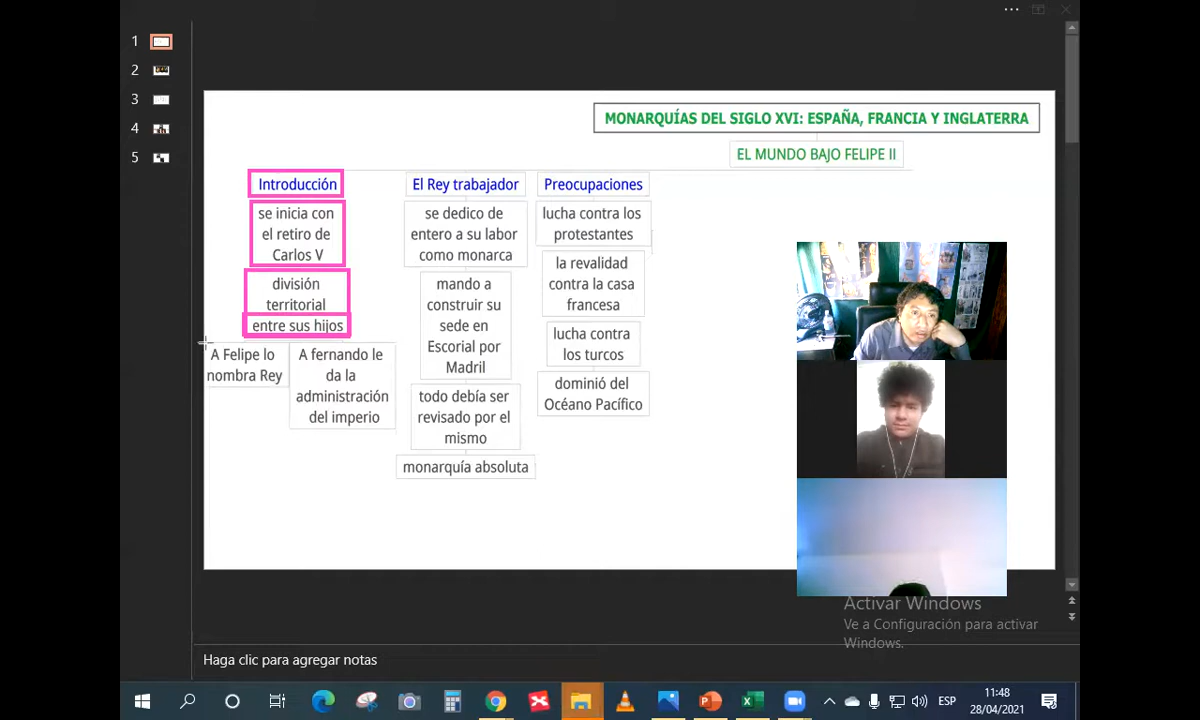 1
2
3
4
5
MONARQUÍAS DEL SIGLO XVI: ESPAÑA, FRANCIA Y INGLATERRA
EL MUNDO BAJO FELIPE II
Introducción
se inicia con
el retiro de
Carlos V
división
territorial
entre sus hijos
A Felipe lo
nombra Rey
A fernando le
da la
administración
del imperio
El Rey trabajador
se dedico de
entero a su labor
como monarca
mando a
construir su
sede en
Escorial por
Madril
todo debía ser
revisado por el
mismo
monarquía absoluta
Preocupaciones
lucha contra los
protestantes
la revalidad
contra la casa
francesa
lucha contra
los turcos
dominió del
Océano Pacífico
Activar Windows
Ve a Configuración para activar
Windows.
Haga clic para agregar notas
ESP
11:48
28/04/2021